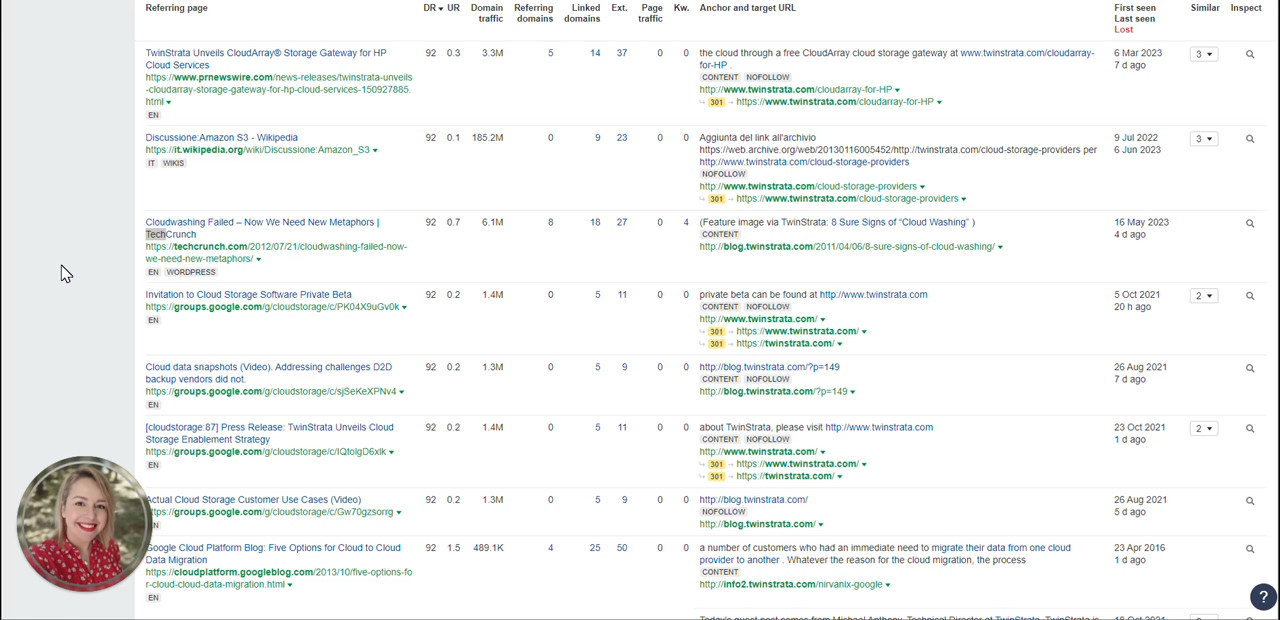 Referring page DR ▾ UR Domain traffic Referring domains Linked domains Ext. Page traffic Kw. Anchor and target URL First seen Last seen Lost Similar Inspect
TwinStrata Unveils CloudArray® Storage Gateway for HP 92 0.3 3.3M 5 14 37 0 0 the cloud through a free CloudArray cloud storage gateway at www.twinstrata.com/cloudarray- 6 Mar 2023 3
Cloud Services for-HP . 7 d ago
https://www.prnewswire.com/news-releases/twinstrata-unveils CONTENT NOFOLLOW
-cloudarray-storage-gateway-for-hp-cloud-services-150927885. http://www.twinstrata.com/cloudarray-for-HP
html 301 https://www.twinstrata.com/cloudarray-for-HP
EN
Discussione:Amazon S3 - Wikipedia 92 0.1 185.2M 0 9 23 0 0 Aggiunta del link all'archivio 9 Jul 2022 3
https://it.wikipedia.org/wiki/Discussione:Amazon_S3 https://web.archive.org/web/20130116005452/http://twinstrata.com/cloud-storage-providers per 6 Jun 2023
IT WIKIS http://www.twinstrata.com/cloud-storage-providers
NOFOLLOW
http://www.twinstrata.com/cloud-storage-providers
301 https://www.twinstrata.com/cloud-storage-providers
Cloudwashing Failed – Now We Need New Metaphors | 92 0.7 6.1M 8 18 27 0 4 (Feature image via TwinStrata: 8 Sure Signs of “Cloud Washing” ) 16 May 2023
TechCrunch CONTENT 4 d ago
https://techcrunch.com/2012/07/21/cloudwashing-failed-now- http://blog.twinstrata.com/2011/04/06/8-sure-signs-of-cloud-washing/
we-need-new-metaphors/
EN WORDPRESS
Invitation to Cloud Storage Software Private Beta 92 0.2 1.4M 0 5 11 0 0 private beta can be found at http://www.twinstrata.com 5 Oct 2021 2
https://groups.google.com/g/cloudstorage/c/PK04X9uGv0k CONTENT NOFOLLOW 20 h ago
EN http://www.twinstrata.com/
301 https://www.twinstrata.com/
301 https://twinstrata.com/
Cloud data snapshots (Video). Addressing challenges D2D 92 0.2 1.3M 0 5 9 0 0 http://blog.twinstrata.com/?p=149 26 Aug 2021
backup vendors did not. CONTENT NOFOLLOW 7 d ago
https://groups.google.com/g/cloudstorage/c/sjSeKeXPNv4 http://blog.twinstrata.com/?p=149
EN
[cloudstorage:87] Press Release: TwinStrata Unveils Cloud 92 0.2 1.4M 0 5 11 0 0 about TwinStrata, please visit http://www.twinstrata.com 23 Oct 2021 2
Storage Enablement Strategy CONTENT NOFOLLOW 1 d ago
https://groups.google.com/g/cloudstorage/c/IQtolgD6xlk http://www.twinstrata.com/
EN 301 https://www.twinstrata.com/
301 https://twinstrata.com/
Actual Cloud Storage Customer Use Cases (Video) 92 0.2 1.3M 0 5 9 0 0 http://blog.twinstrata.com/ 26 Aug 2021
ttps://groups.google.com/g/cloudstorage/c/Gw70gzsorrg NOFOLLOW 5 d ago
EN http://blog.twinstrata.com/
Google Cloud Platform Blog: Five Options for Cloud to Cloud 92 1.5 489.1K 4 25 50 0 0 a number of customers who had an immediate need to migrate their data from one cloud 23 Apr 2016
Data Migration provider to another . Whatever the reason for the cloud migration, the process 1 d ago
https://cloudplatform.googleblog.com/2013/10/five-options-fo CONTENT
r-cloud-cloud-data-migration.html http://info2.twinstrata.com/nirvanix-google
EN
?
Today's guest post comes from Michael Anthony, Technical Director at TwinStrata. TwinStrata is 18 Oct 2021